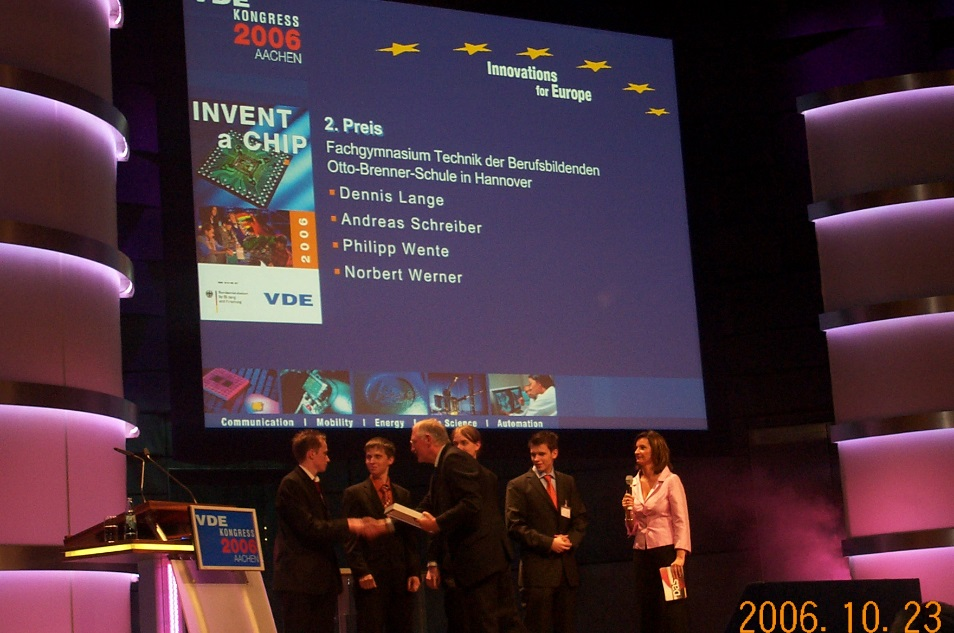 VDE
KONGRESS
2006
AACHEN
Innovations
for Europe
INVENT
a CHIP
2006
VDE
2. Preis
Fachgymnasium Technik der Berufsbildenden
Otto-Brenner-Schule in Hannover
Dennis Lange
Andreas Schreiber
Philipp Wente
Norbert Werner
Communication I Mobility I Energy I Science I Automation
VDE
KONGRESS
2006
AACHEN
2006. 10. 23